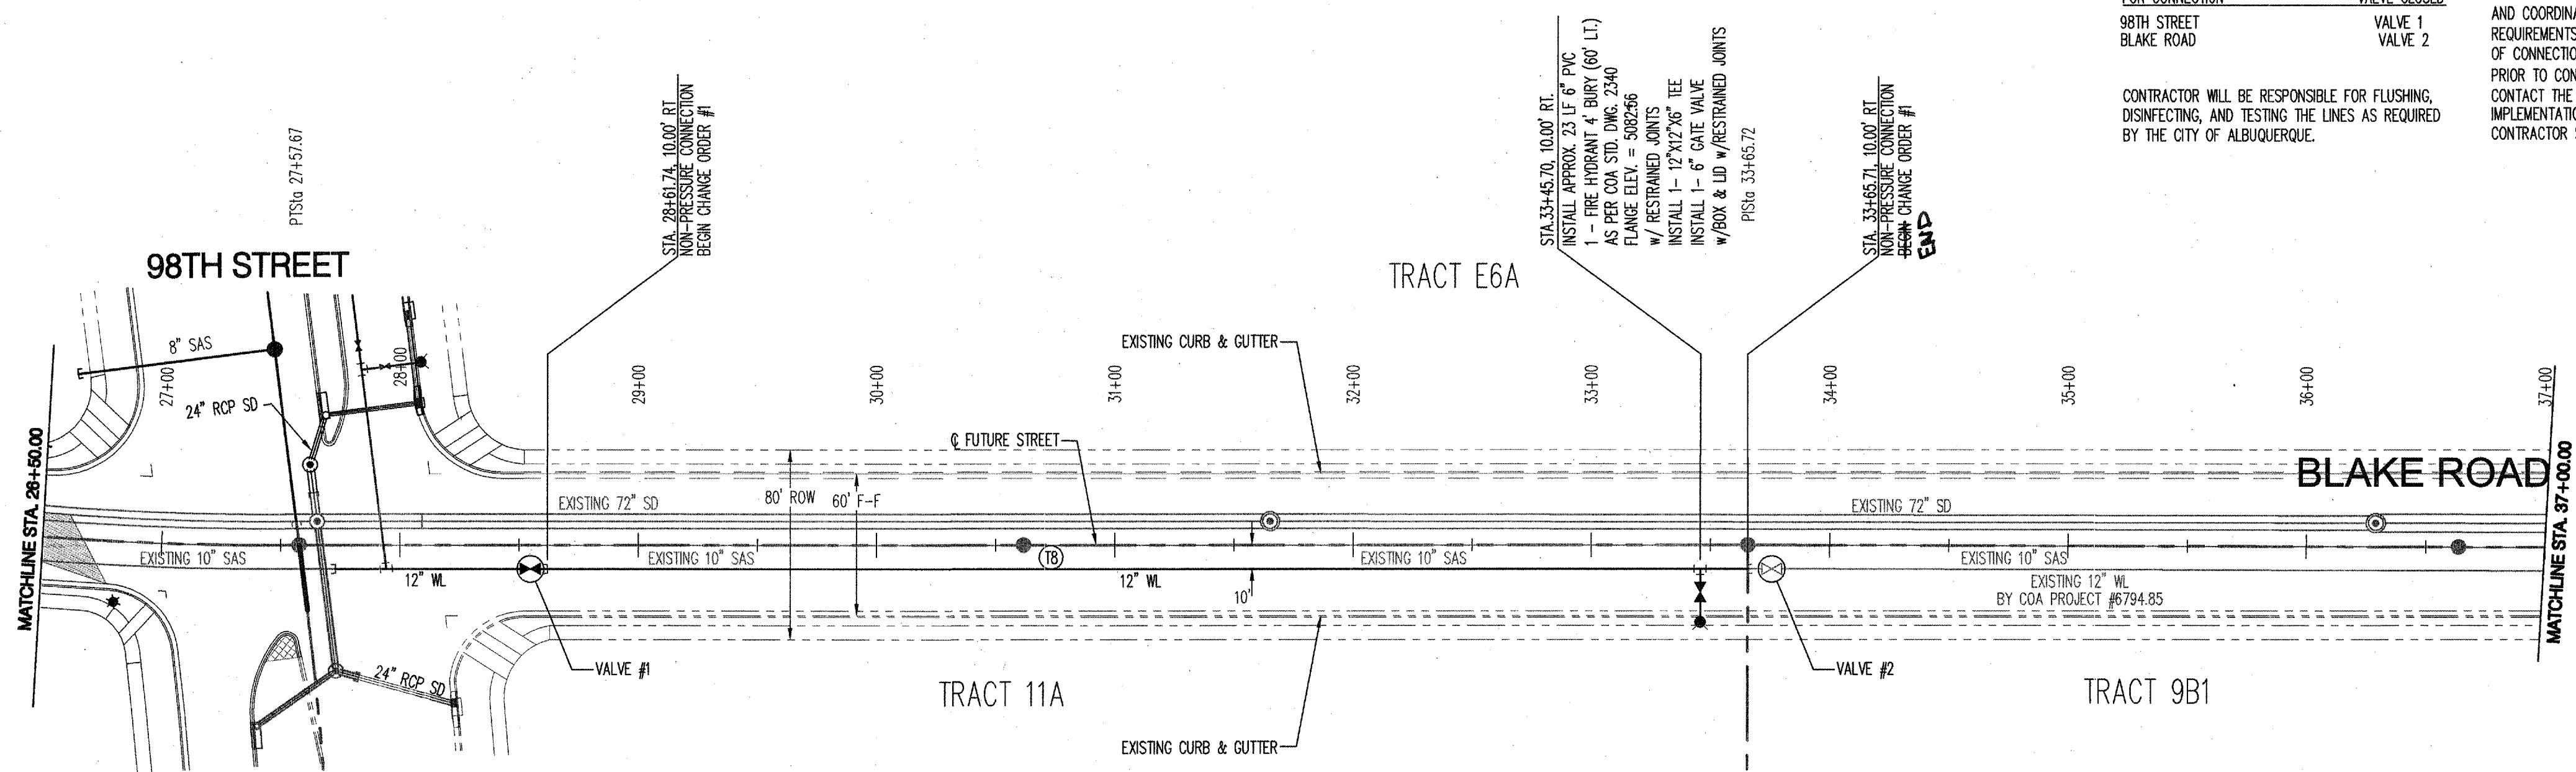 FOR CONNECTION VALVE CLOSED
98TH STREET VALVE 1
BLAKE ROAD VALVE 2
CONTRACTOR WILL BE RESPONSIBLE FOR FLUSHING,
DISINFECTING, AND TESTING THE LINES AS REQUIRED
BY THE CITY OF ALBUQUERQUE.
AND COORDINA
REQUIREMENTS
OF CONNECTIO
PRIOR TO CON
CONTACT THE
IMPLEMENTATIO
CONTRACTOR
PTSta 27+57.67
STA. 28+61.74, 10.00' RT
NON-PRESSURE CONNECTION
BEGIN CHANGE ORDER #1
STA.33+45.70, 10.00' RT.
INSTALL APPROX. 23 LF 6" PVC
1 - FIRE HYDRANT 4' BURY (60' LT.)
AS PER COA STD. DWG. 2340
FLANGE ELEV. = 5082.66
w/ RESTRAINED JOINTS
INSTALL 1- 12"X12"X6" TEE
INSTALL 1- 6" GATE VALVE
w/BOX & LID w/RESTRAINED JOINTS
PISta 33+65.72
STA. 33+65.71, 10.00' RT
NON-PRESSURE CONNECTION
BEGIN CHANGE ORDER #1
END
98TH STREET
TRACT E6A
8" SAS
24" RCP SD
EXISTING CURB & GUTTER
27+00
28+00
29+00
30+00
31+00
32+00
33+00
34+00
35+00
36+00
37+00
℄ FUTURE STREET
BLAKE ROAD
MATCHLINE STA. 26+50.00
MATCHLINE STA. 37+00.00
EXISTING 72" SD
80' ROW
60' F-F
EXISTING 72" SD
EXISTING 10" SAS
EXISTING 10" SAS
T8
EXISTING 10" SAS
EXISTING 10" SAS
12" WL
12" WL
10'
EXISTING 12" WL
BY COA PROJECT #6794.85
VALVE #1
VALVE #2
24" RCP SD
TRACT 11A
TRACT 9B1
EXISTING CURB & GUTTER